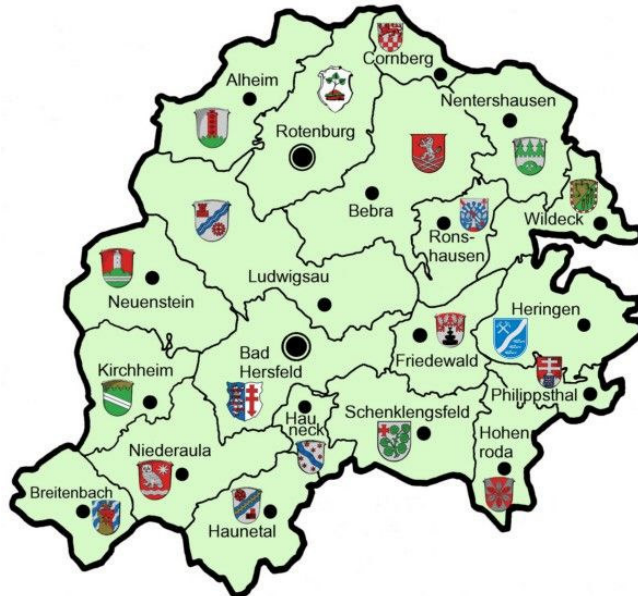 Cornberg
Alheim
Nentershausen
Rotenburg
Bebra
Wildeck
Rons-
hausen
Ludwigsau
Neuenstein
Heringen
Bad
Hersfeld
Friedewald
Kirchheim
Philippsthal
Hau
neck
Schenklengsfeld
Hohen
roda
Niederaula
Breitenbach
Haunetal